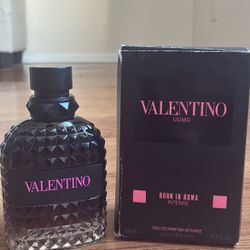 VALENTINO
VALENTINO
UOMO
BORN IN ROMA
INTENSE
EAU DE PARFUM INTENSE